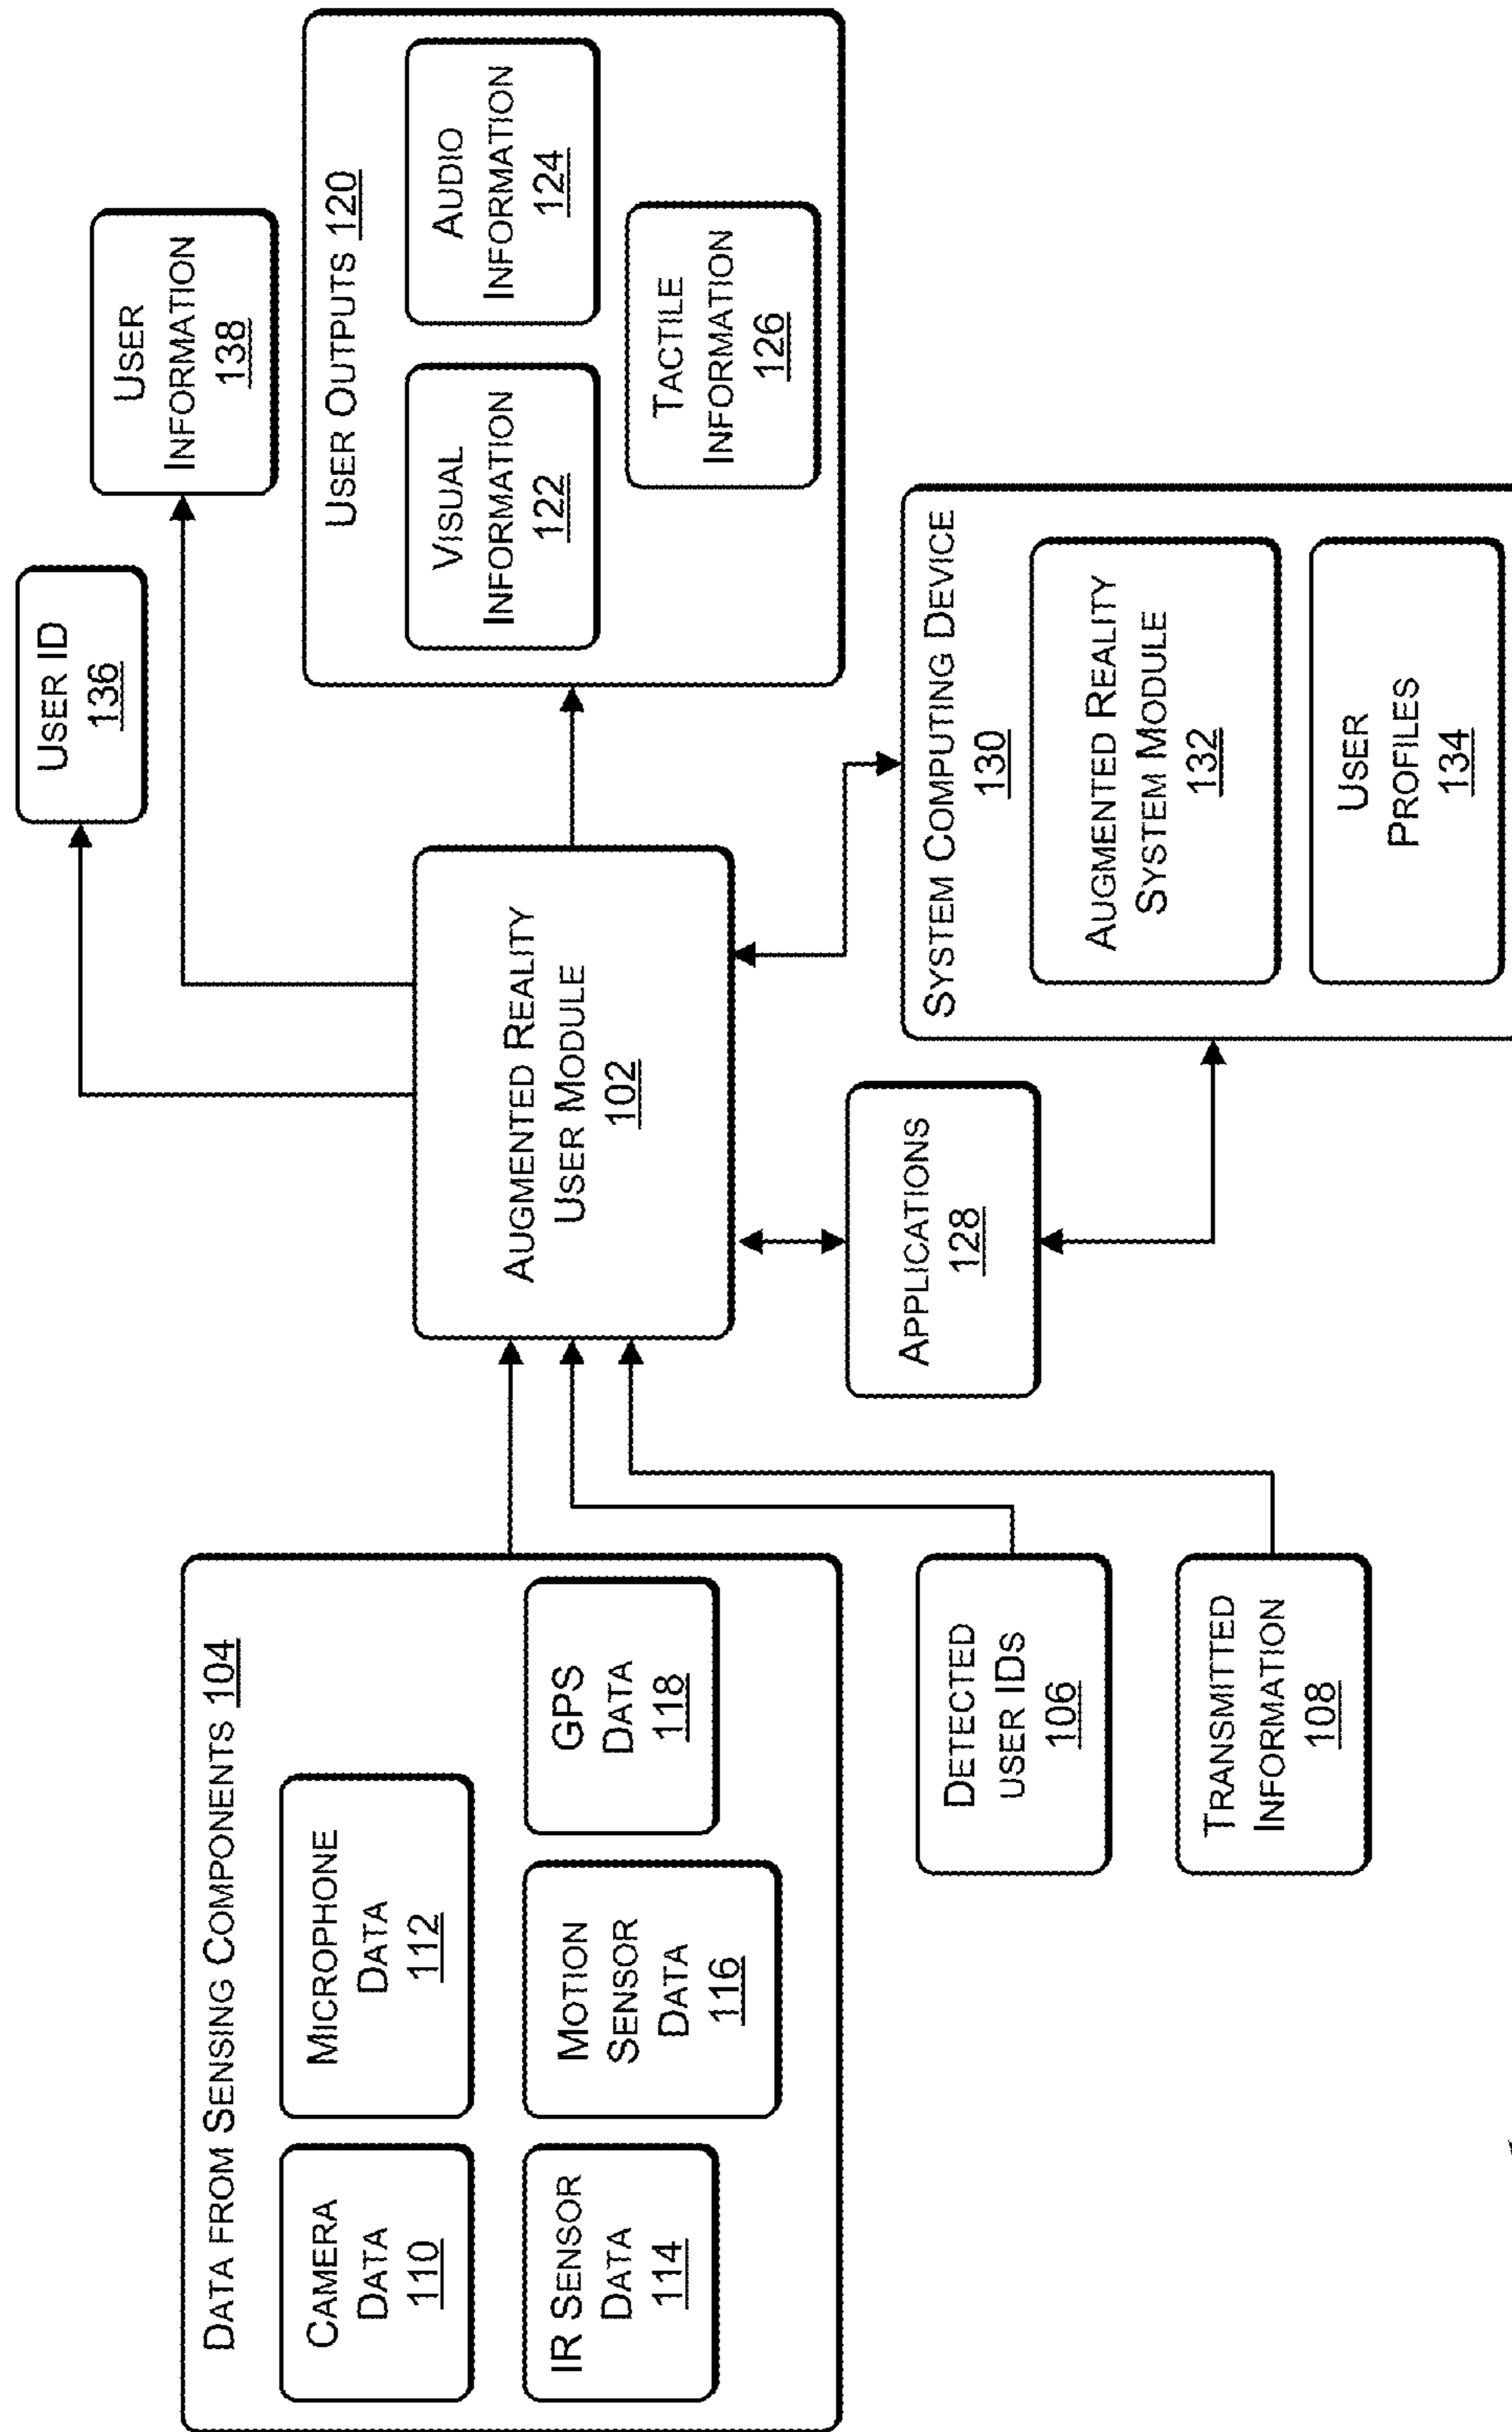 DATA FROM SENSING COMPONENTS 104
CAMERA
DATA
110
MICROPHONE
DATA
112
IR SENSOR
DATA
114
MOTION
SENSOR
DATA
116
GPS
DATA
118
DETECTED
USER IDS
106
TRANSMITTED
INFORMATION
108
AUGMENTED REALITY
USER MODULE
102
APPLICATIONS
128
USER ID
136
USER
INFORMATION
138
USER OUTPUTS 120
VISUAL
INFORMATION
122
AUDIO
INFORMATION
124
TACTILE
INFORMATION
126
SYSTEM COMPUTING DEVICE
130
AUGMENTED REALITY
SYSTEM MODULE
132
USER
PROFILES
134